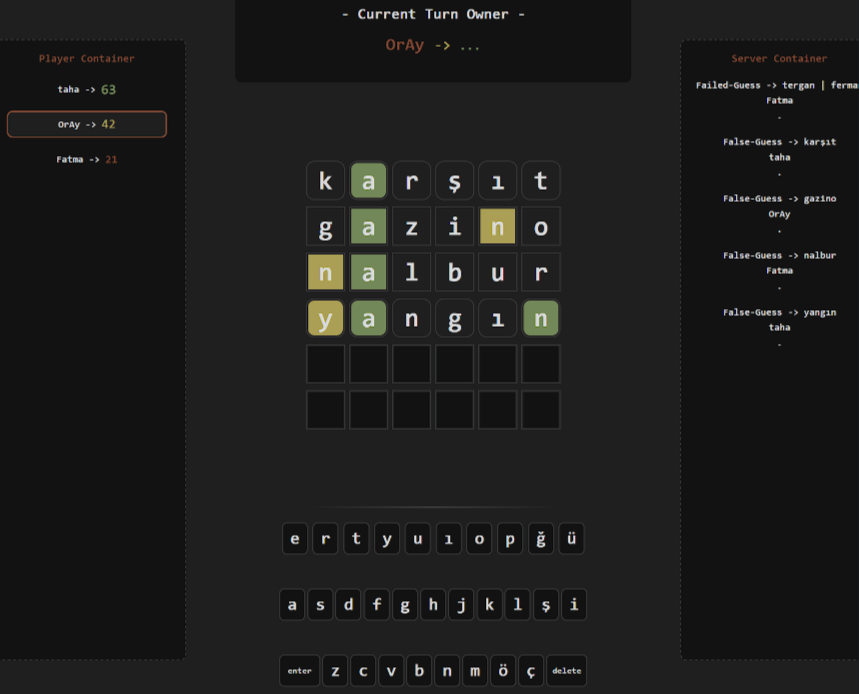 - Current Turn Owner -
OrAy -> ...
Player Container
taha -> 63
OrAy -> 42
Fatma -> 21
k a r ş ı t
g a z i n o
n a l b u r
y a n g ı n
e r t y u ı o p ğ ü
a s d f g h j k l ş i
enter z c v b n m ö ç delete
Server Container
Failed-Guess -> tergan | ferma
Fatma
.
False-Guess -> karşıt
taha
.
False-Guess -> gazino
OrAy
.
False-Guess -> nalbur
Fatma
.
False-Guess -> yangın
taha
.